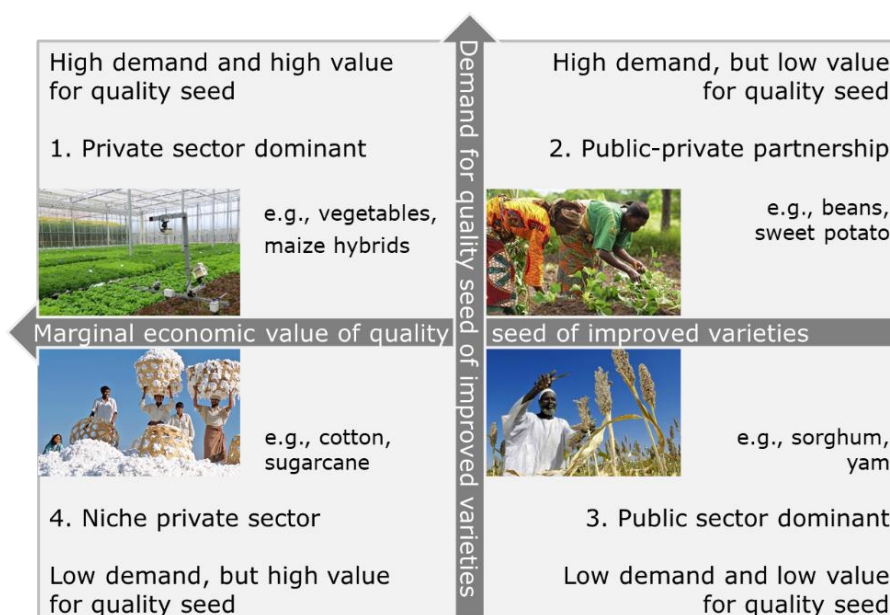 High demand and high value
for quality seed
1. Private sector dominant
e.g., vegetables,
maize hybrids
High demand, but low value
for quality seed
2. Public-private partnership
e.g., beans,
sweet potato
Demand for quality seed of improved varieties
Marginal economic value of quality seed of improved varieties
e.g., cotton,
sugarcane
4. Niche private sector
Low demand, but high value
for quality seed
e.g., sorghum,
yam
3. Public sector dominant
Low demand and low value
for quality seed